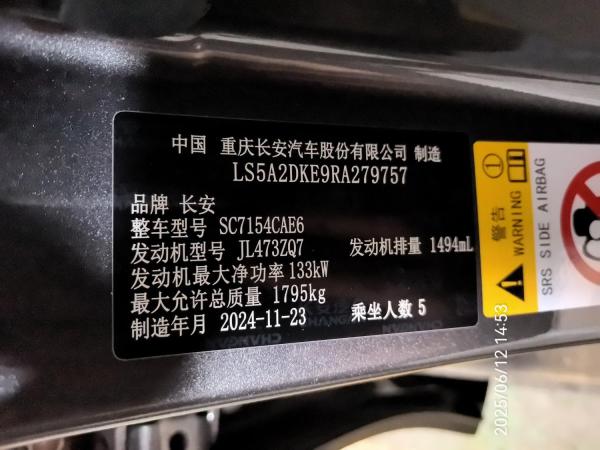 中国 重庆长安汽车股份有限公司 制造
LS5A2DKE9RA279757
品牌 长安
整车型号 SC7154CAE6
发动机型号 JL473ZQ7 发动机排量 1494mL
发动机最大净功率133kW
最大允许总质量 1795kg
制造年月 2024-11-23 乘坐人数 5
警告
WARNING
SRS SIDE AIRBAG
2025/06/12 14:53